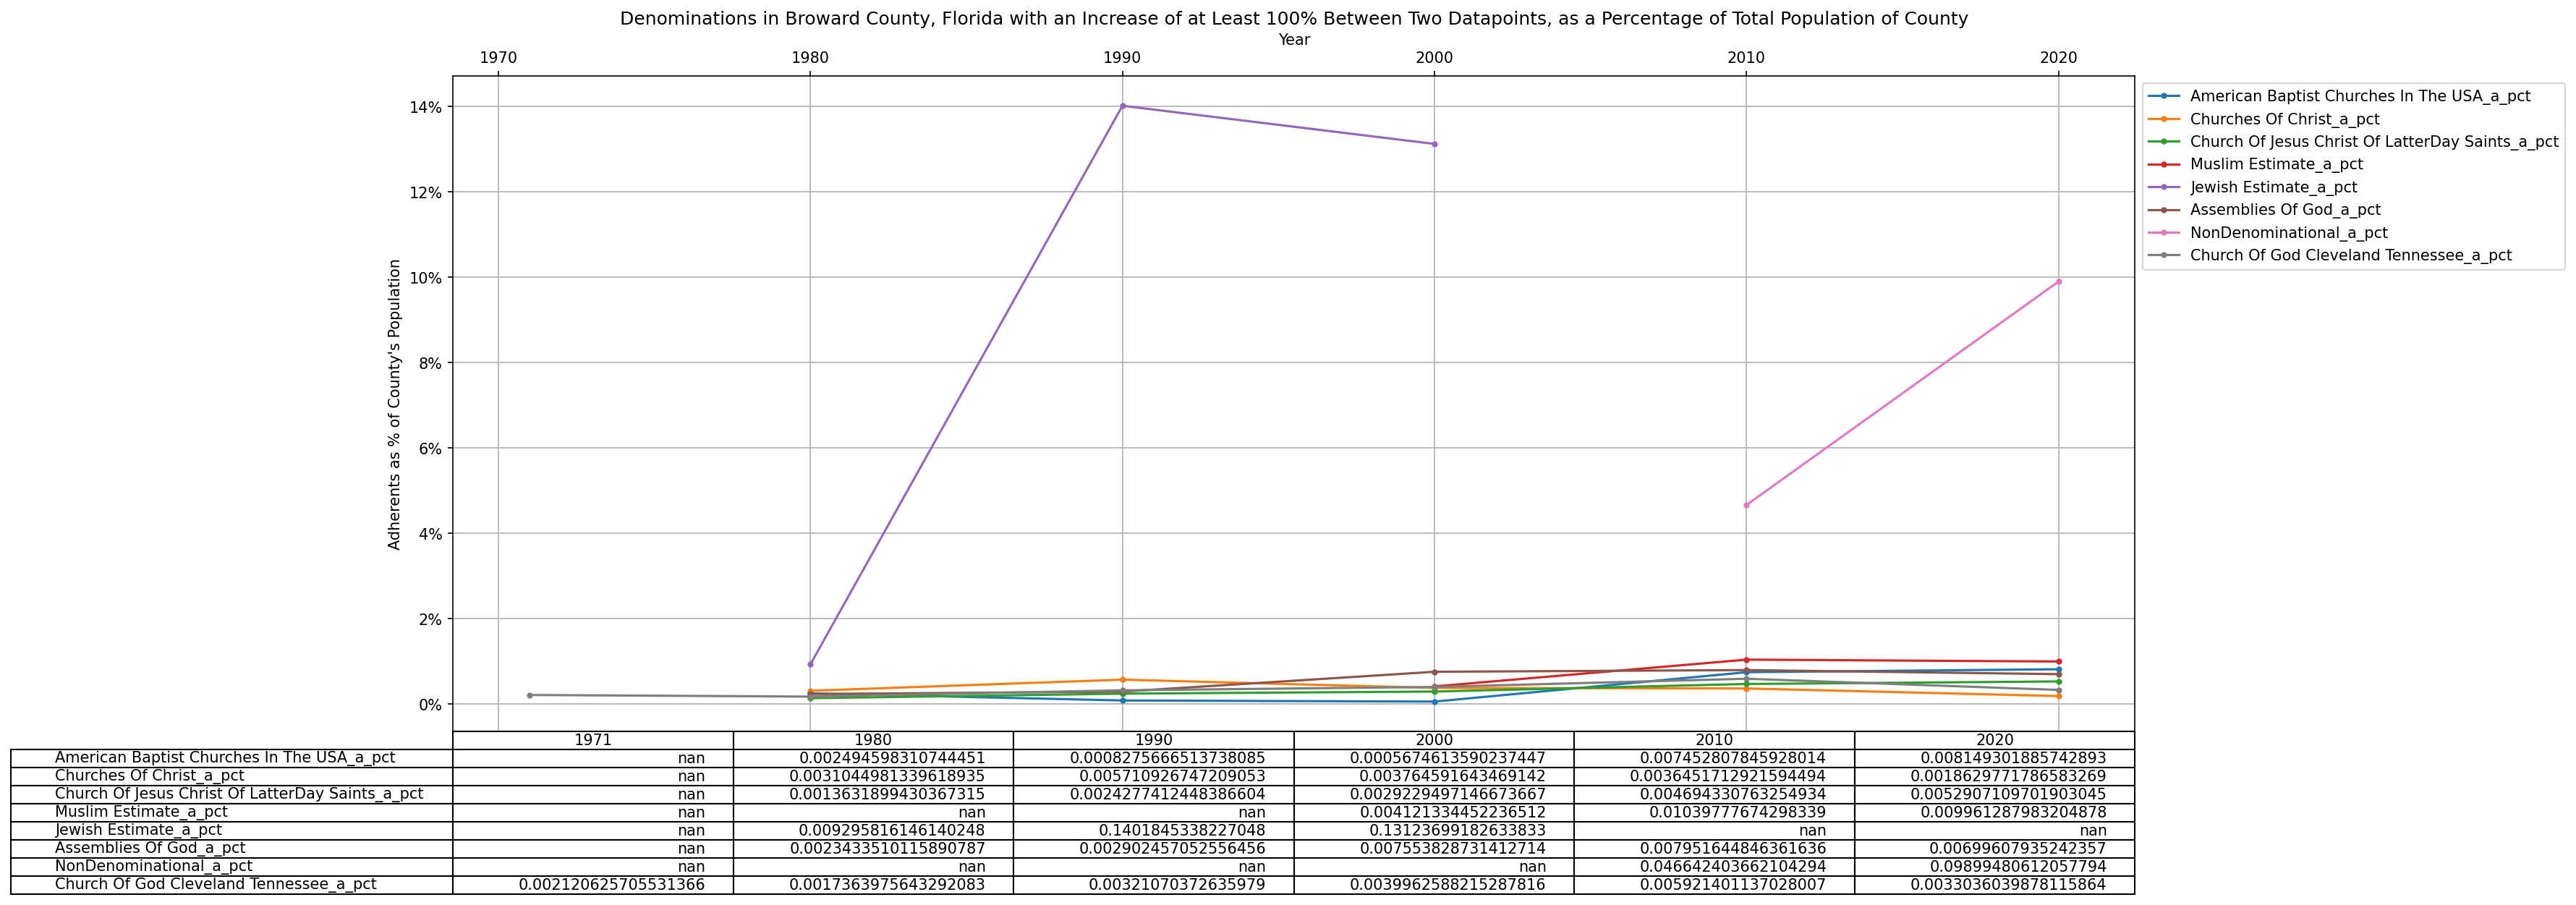 Denominations in Broward County, Florida with an Increase of at Least 100% Between Two Datapoints, as a Percentage of Total Population of County
Year
1970 1980 1990 2000 2010 2020
14%
12%
10%
8%
6%
4%
2%
0%
Adherents as % of County's Population
American Baptist Churches In The USA_a_pct
Churches Of Christ_a_pct
Church Of Jesus Christ Of LatterDay Saints_a_pct
Muslim Estimate_a_pct
Jewish Estimate_a_pct
Assemblies Of God_a_pct
NonDenominational_a_pct
Church Of God Cleveland Tennessee_a_pct
1971 1980 1990 2000 2010 2020
American Baptist Churches In The USA_a_pct nan 0.002494598310744451 0.0008275666513738085 0.0005674613590237447 0.007452807845928014 0.008149301885742893
Churches Of Christ_a_pct nan 0.0031044981339618935 0.005710926747209053 0.003764591643469142 0.0036451712921594494 0.0018629771786583269
Church Of Jesus Christ Of LatterDay Saints_a_pct nan 0.0013631899430367315 0.0024277412448386604 0.0029229497146673667 0.004694330763254934 0.0052907109701903045
Muslim Estimate_a_pct nan nan nan 0.004121334452236512 0.01039777674298339 0.009961287983204878
Jewish Estimate_a_pct nan 0.009295816146140248 0.1401845338227048 0.13123699182633833 nan nan
Assemblies Of God_a_pct nan 0.0023433510115890787 0.002902457052556456 0.007553828731412714 0.007951644846361636 0.00699607935242357
NonDenominational_a_pct nan nan nan nan 0.046642403662104294 0.09899480612057794
Church Of God Cleveland Tennessee_a_pct 0.002120625705531366 0.0017363975643292083 0.00321070372635979 0.0039962588215287816 0.005921401137028007 0.0033036039878115864